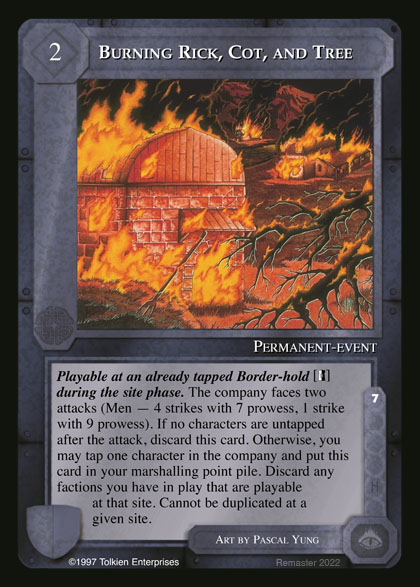 2
Burning Rick, Cot, and Tree
Permanent-event
Playable at an already tapped Border-hold []
during the site phase. The company faces two
attacks (Men — 4 strikes with 7 prowess, 1 strike
with 9 prowess). If no characters are untapped
after the attack, discard this card. Otherwise, you
may tap one character in the company and put this
card in your marshalling point pile. Discard any
factions you have in play that are playable
at that site. Cannot be duplicated at a
given site.
7
H
Art by Pascal Yung
©1997 Tolkien Enterprises
Remaster 2022